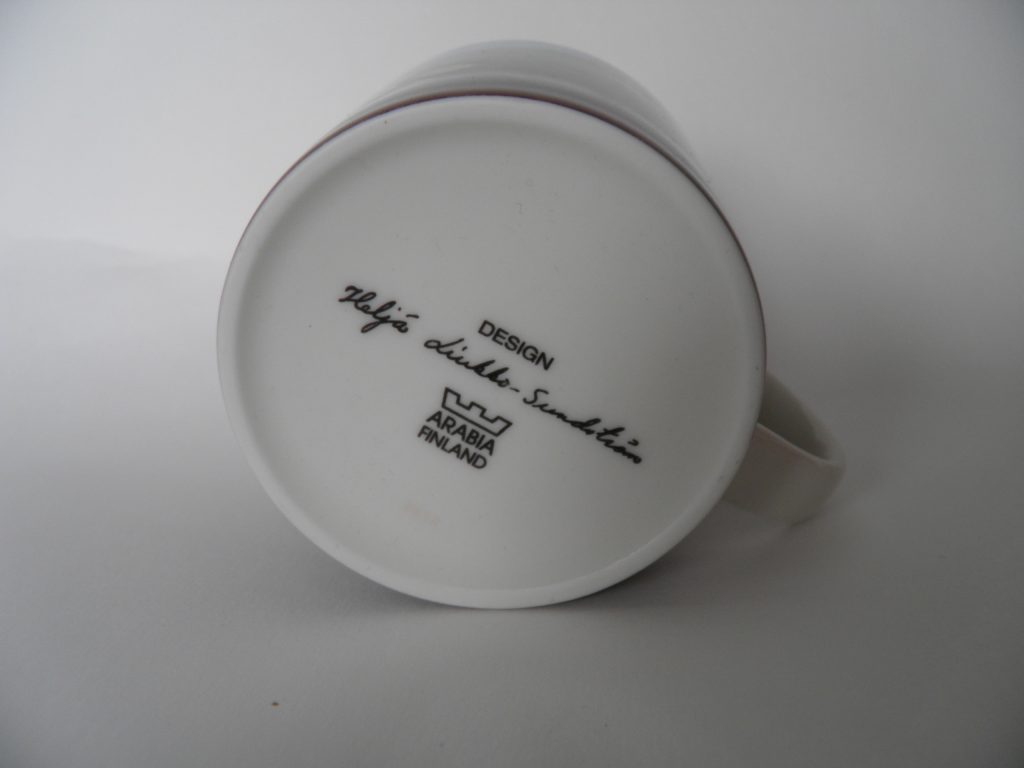 DESIGN
Heljä Liukko-Sundström
ARABIA
FINLAND